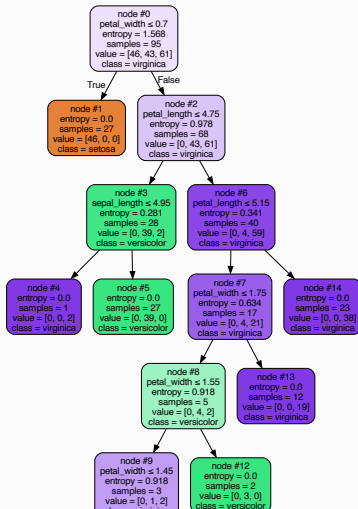 node #0
petal_width ≤ 0.7
entropy = 1.568
samples = 95
value = [46, 43, 61]
class = virginica
True
False
node #1
entropy = 0.0
samples = 27
value = [46, 0, 0]
class = setosa
node #2
petal_length ≤ 4.75
entropy = 0.978
samples = 68
value = [0, 43, 61]
class = virginica
node #3
sepal_length ≤ 4.95
entropy = 0.281
samples = 28
value = [0, 39, 2]
class = versicolor
node #6
petal_length ≤ 5.15
entropy = 0.341
samples = 40
value = [0, 4, 59]
class = virginica
node #4
entropy = 0.0
samples = 1
value = [0, 0, 2]
class = virginica
node #5
entropy = 0.0
samples = 27
value = [0, 39, 0]
class = versicolor
node #7
petal_width ≤ 1.75
entropy = 0.634
samples = 17
value = [0, 4, 21]
class = virginica
node #14
entropy = 0.0
samples = 23
value = [0, 0, 38]
class = virginica
node #8
petal_width ≤ 1.55
entropy = 0.918
samples = 5
value = [0, 4, 2]
class = versicolor
node #13
entropy = 0.0
samples = 12
value = [0, 0, 19]
class = virginica
node #9
petal_width ≤ 1.45
entropy = 0.918
samples = 3
value = [0, 1, 2]
node #12
entropy = 0.0
samples = 2
value = [0, 3, 0]
class = versicolor